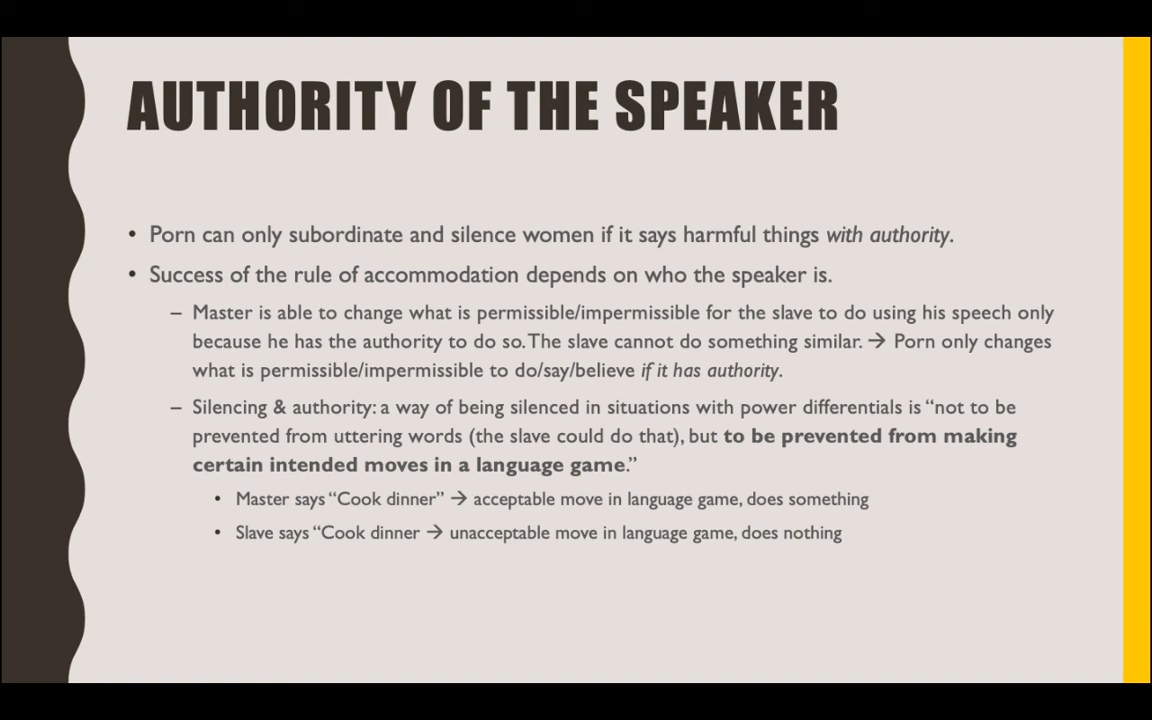 AUTHORITY OF THE SPEAKER
• Porn can only subordinate and silence women if it says harmful things with authority.
• Success of the rule of accommodation depends on who the speaker is.
– Master is able to change what is permissible/impermissible for the slave to do using his speech only
because he has the authority to do so. The slave cannot do something similar. → Porn only changes
what is permissible/impermissible to do/say/believe if it has authority.
– Silencing & authority: a way of being silenced in situations with power differentials is “not to be
prevented from uttering words (the slave could do that), but to be prevented from making
certain intended moves in a language game.”
• Master says “Cook dinner” → acceptable move in language game, does something
• Slave says “Cook dinner → unacceptable move in language game, does nothing